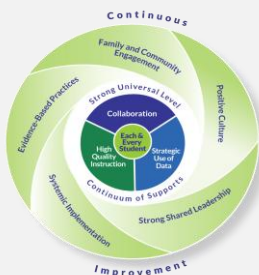 Continuous
Family and Community
Engagement
Positive Culture
Evidence-Based Practices
Strong Universal Level
Collaboration
Each &
Every
Student
High
Quality
Instruction
Strategic
Use of
Data
Continuum of Supports
Systemic Implementation
Strong Shared Leadership
Improvement